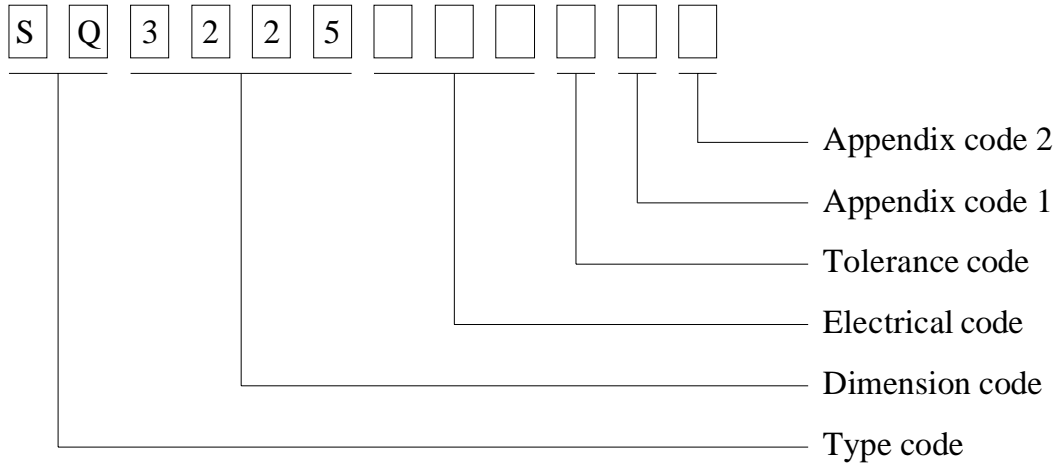 S Q 3 2 2 5
Appendix code 2
Appendix code 1
Tolerance code
Electrical code
Dimension code
Type code